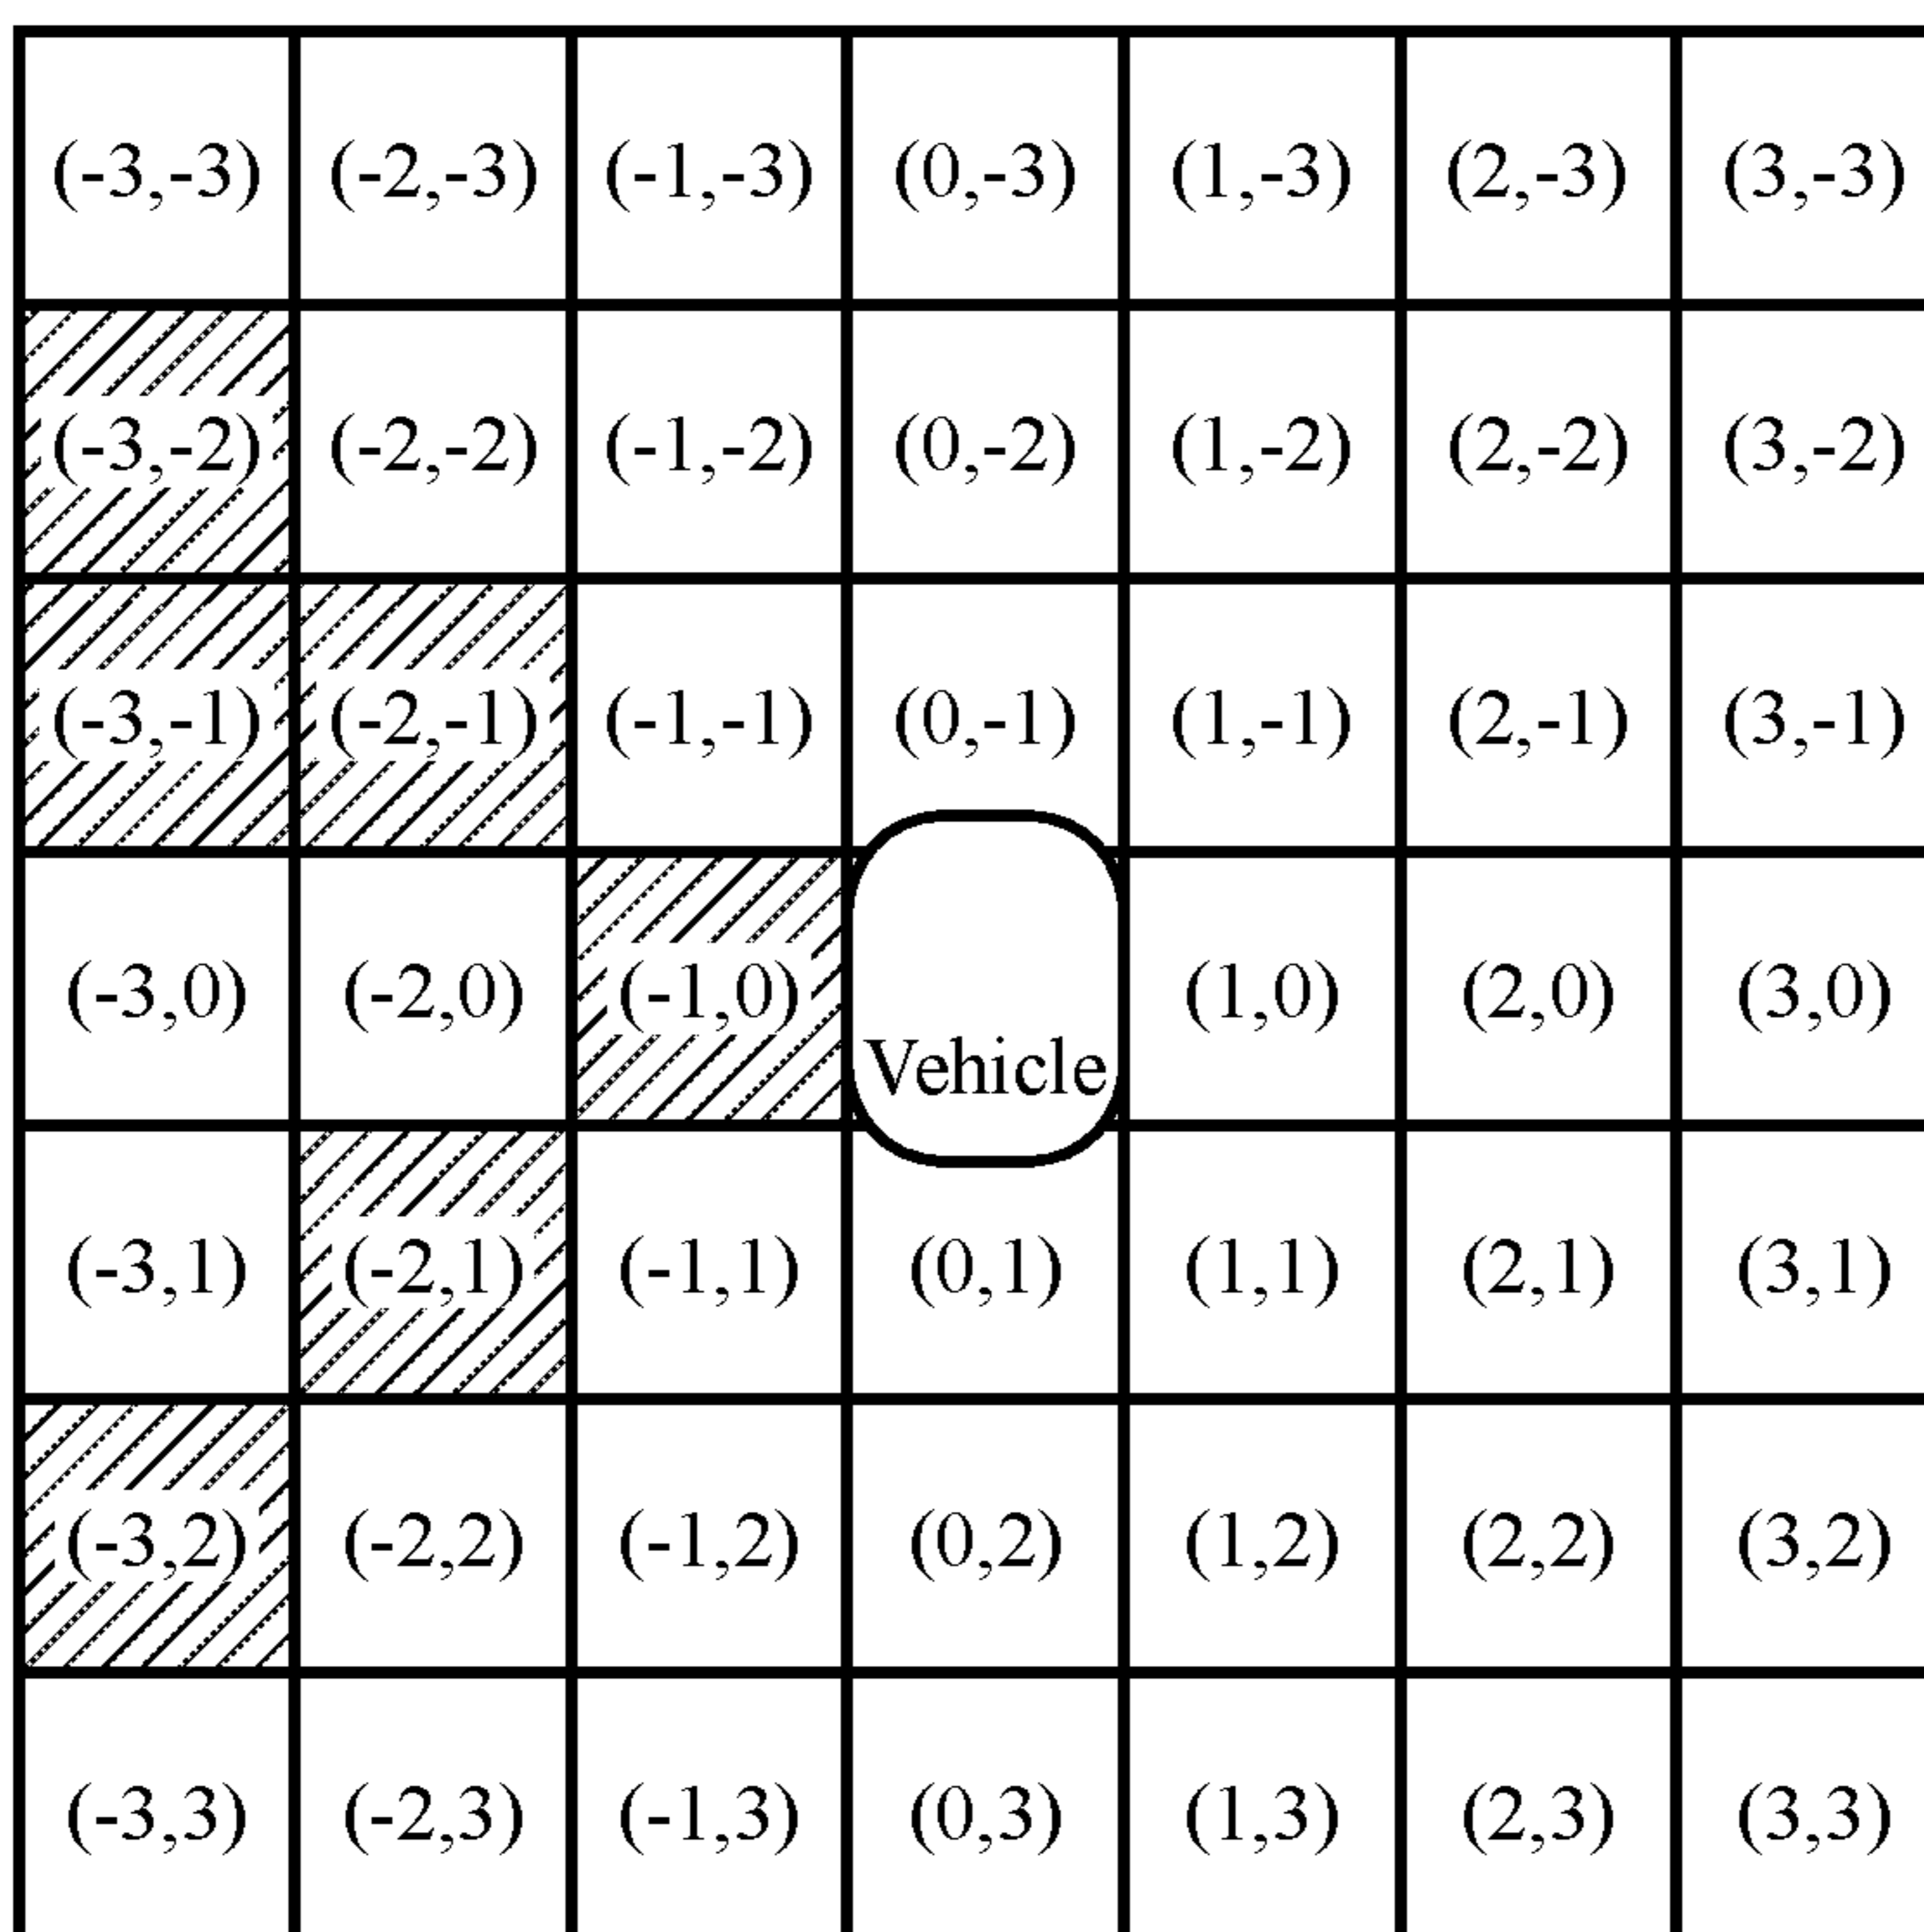 (-3,-3) (-2,-3) (-1,-3) (0,-3) (1,-3) (2,-3) (3,-3)
(-3,-2) (-2,-2) (-1,-2) (0,-2) (1,-2) (2,-2) (3,-2)
(-3,-1) (-2,-1) (-1,-1) (0,-1) (1,-1) (2,-1) (3,-1)
(-3,0) (-2,0) (-1,0) (1,0) (2,0) (3,0)
Vehicle
(-3,1) (-2,1) (-1,1) (0,1) (1,1) (2,1) (3,1)
(-3,2) (-2,2) (-1,2) (0,2) (1,2) (2,2) (3,2)
(-3,3) (-2,3) (-1,3) (0,3) (1,3) (2,3) (3,3)